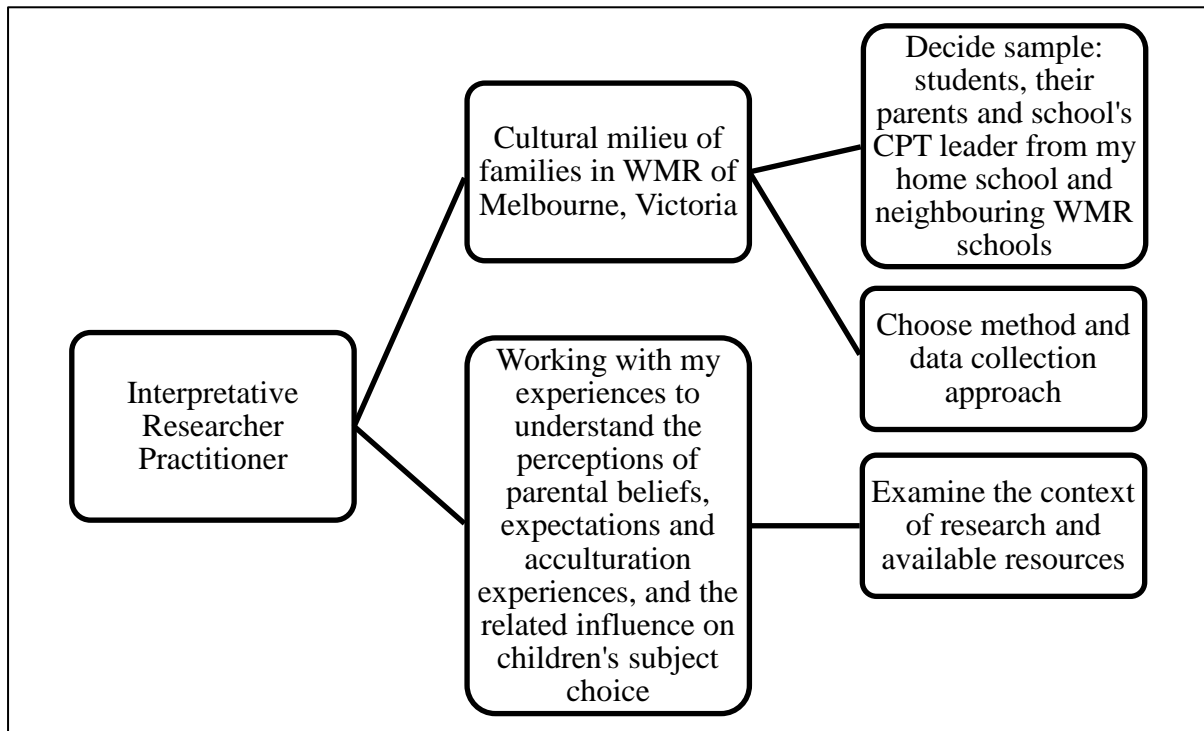 Interpretative
Researcher
Practitioner
Cultural milieu of
families in WMR of
Melbourne, Victoria
Working with my
experiences to
understand the
perceptions of
parental beliefs,
expectations and
acculturation
experiences, and the
related influence on
children's subject
choice
Decide sample:
students, their
parents and school's
CPT leader from my
home school and
neighbouring WMR
schools
Choose method and
data collection
approach
Examine the context
of research and
available resources